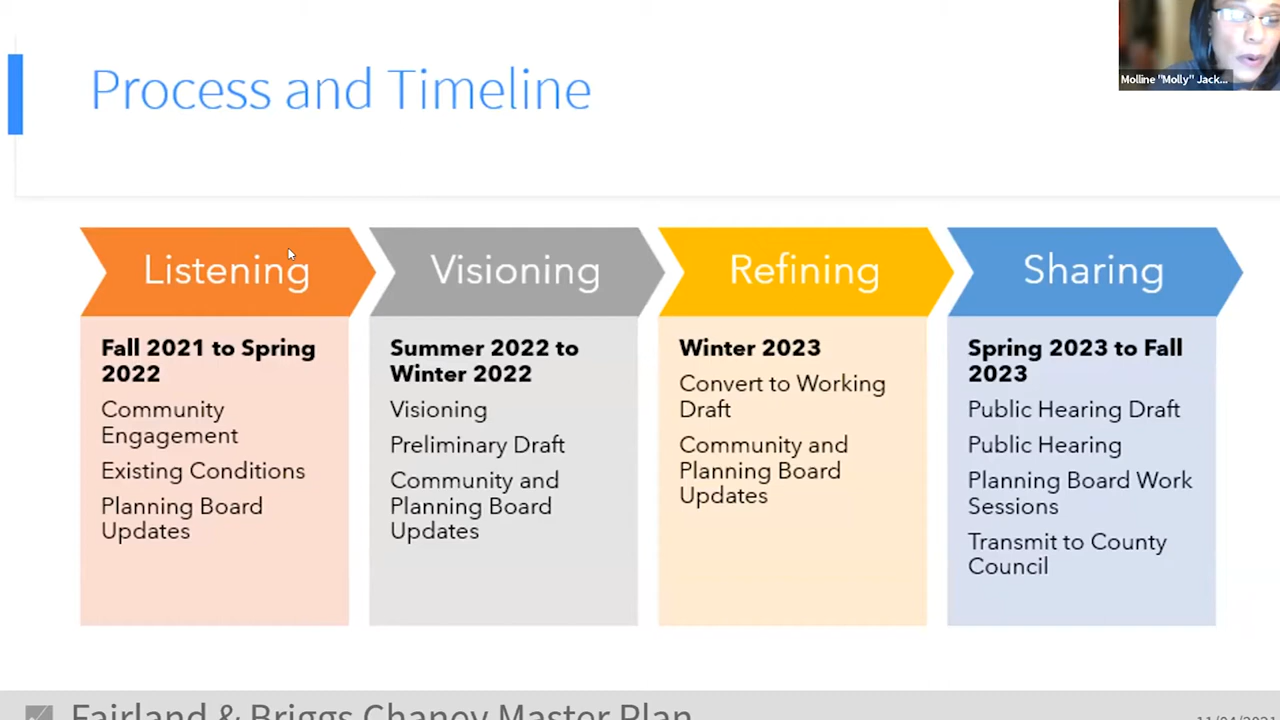 Process and Timeline
Molline "Molly" Jack...
Listening
Visioning
Refining
Sharing
Fall 2021 to Spring
2022
Community
Engagement
Existing Conditions
Planning Board
Updates
Summer 2022 to
Winter 2022
Visioning
Preliminary Draft
Community and
Planning Board
Updates
Winter 2023
Convert to Working
Draft
Community and
Planning Board
Updates
Spring 2023 to Fall
2023
Public Hearing Draft
Public Hearing
Planning Board Work
Sessions
Transmit to County
Council
Fairland & Briggs Chaney Master Plan
11/04/2021